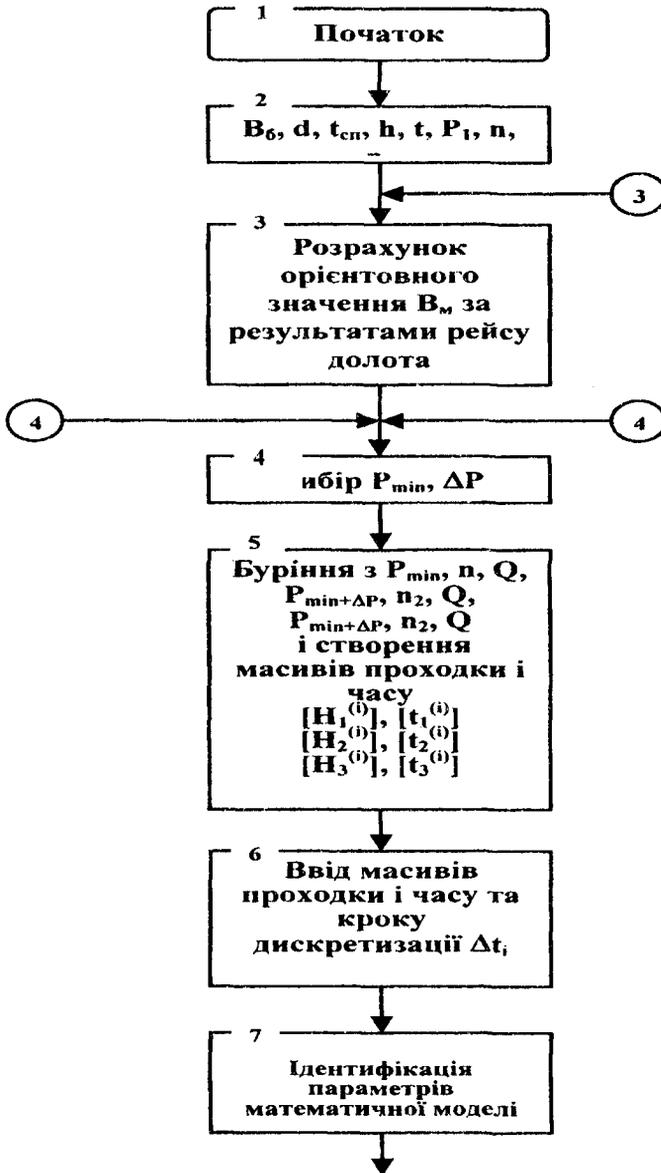 1
Початок
2
Bб, d, tсп, h, t, P1, n,
3
3
Розрахунок
орієнтовного
значення Bм за
результатами рейсу
долота
4
4
4
ибір Pmin, ΔP
5
Буріння з Pmin, n, Q,
Pmin+ΔP, n2, Q,
Pmin+ΔP, n2, Q
і створення
масивів проходки і
часу
[H1(i)], [t1(i)]
[H2(i)], [t2(i)]
[H3(i)], [t3(i)]
6
Ввід масивів
проходки і часу та
кроку
дискретизації Δti
7
Ідентифікація
параметрів
математичної моделі